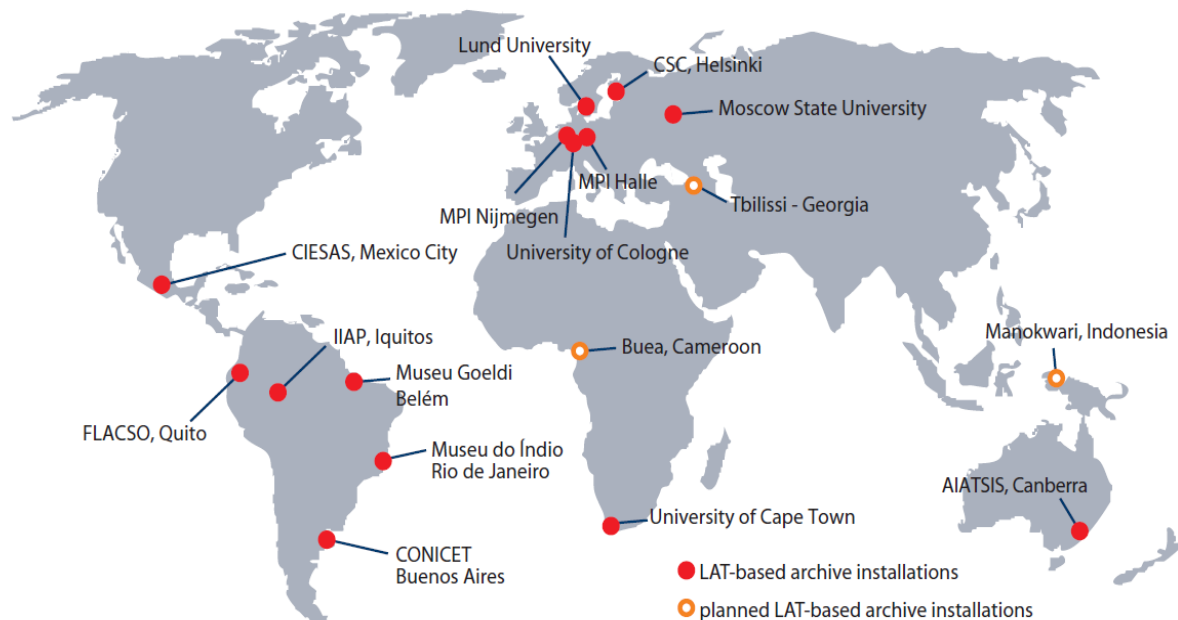 Lund University
CSC, Helsinki
Moscow State University
MPI Halle
Tbilissi - Georgia
MPI Nijmegen
University of Cologne
CIESAS, Mexico City
IIAP, Iquitos
Buea, Cameroon
Manokwari, Indonesia
Museu Goeldi
Belém
FLACSO, Quito
Museu do Índio
Rio de Janeiro
AIATSIS, Canberra
University of Cape Town
CONICET
Buenos Aires
LAT-based archive installations
planned LAT-based archive installations